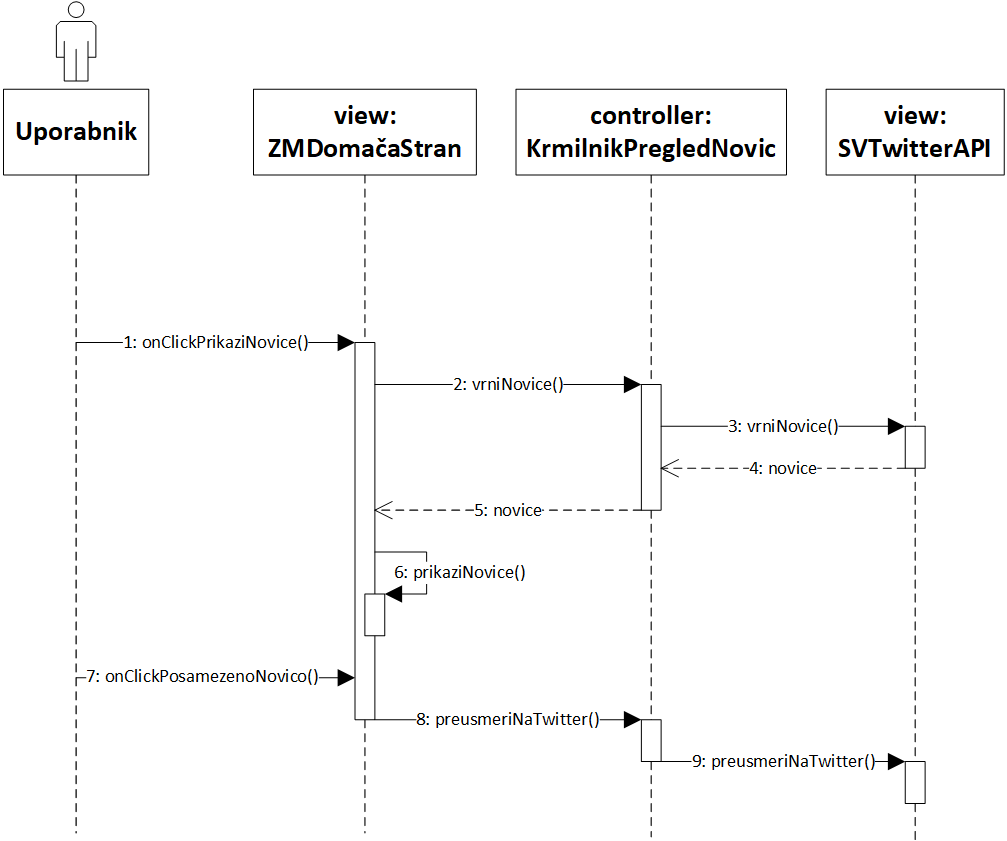 Uporabnik
view:
ZMDomačaStran
controller:
KrmilnikPregledNovic
view:
SVTwitterAPI
1: onClickPrikaziNovice()
2: vrniNovice()
3: vrniNovice()
4: novice
5: novice
6: prikaziNovice()
7: onClickPosamezenoNovico()
8: preusmeriNaTwitter()
9: preusmeriNaTwitter()